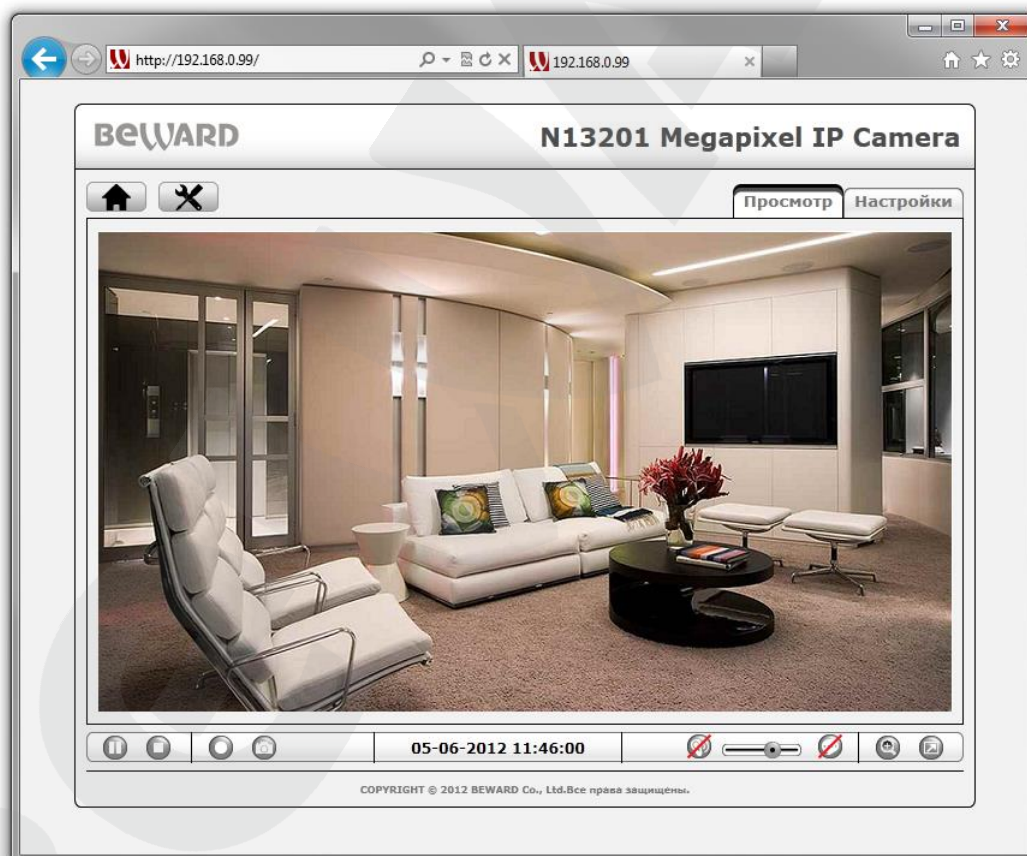 http://192.168.0.99/
192.168.0.99
BEWARD
N13201 Megapixel IP Camera
Просмотр
Настройки
05-06-2012 11:46:00
COPYRIGHT © 2012 BEWARD Co., Ltd.Все права защищены.